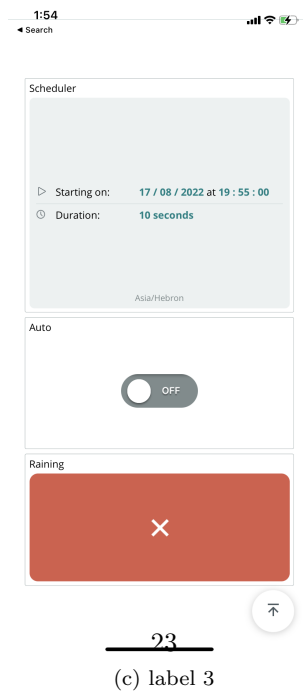 1:54
◀ Search
Scheduler
Starting on: 17 / 08 / 2022 at 19 : 55 : 00
Duration: 10 seconds
Asia/Hebron
Auto
OFF
Raining
23
(c) label 3